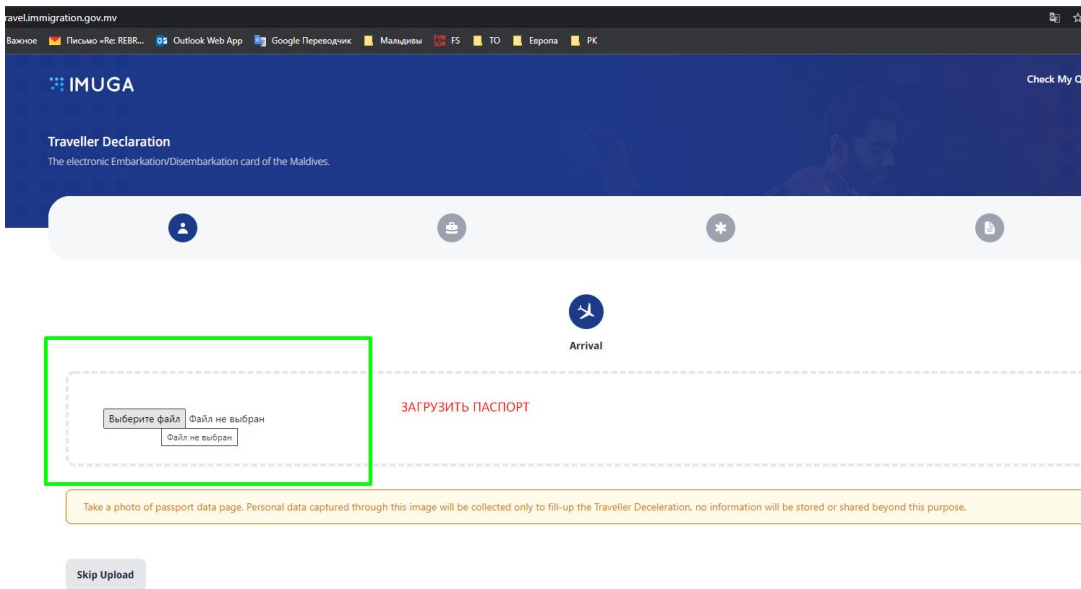 ravel.immigration.gov.mv
Важное Письмо «Re: REBR... Outlook Web App Google Переводчик Мальдивы FUN SUN FS TO Европа РК
IMUGA
Check My Q
Traveller Declaration
The electronic Embarkation/Disembarkation card of the Maldives.
Arrival
ЗАГРУЗИТЬ ПАСПОРТ
Выберите файл Файл не выбран
Файл не выбран
Take a photo of passport data page. Personal data captured through this image will be collected only to fill-up the Traveller Deceleration, no information will be stored or shared beyond this purpose.
Skip Upload